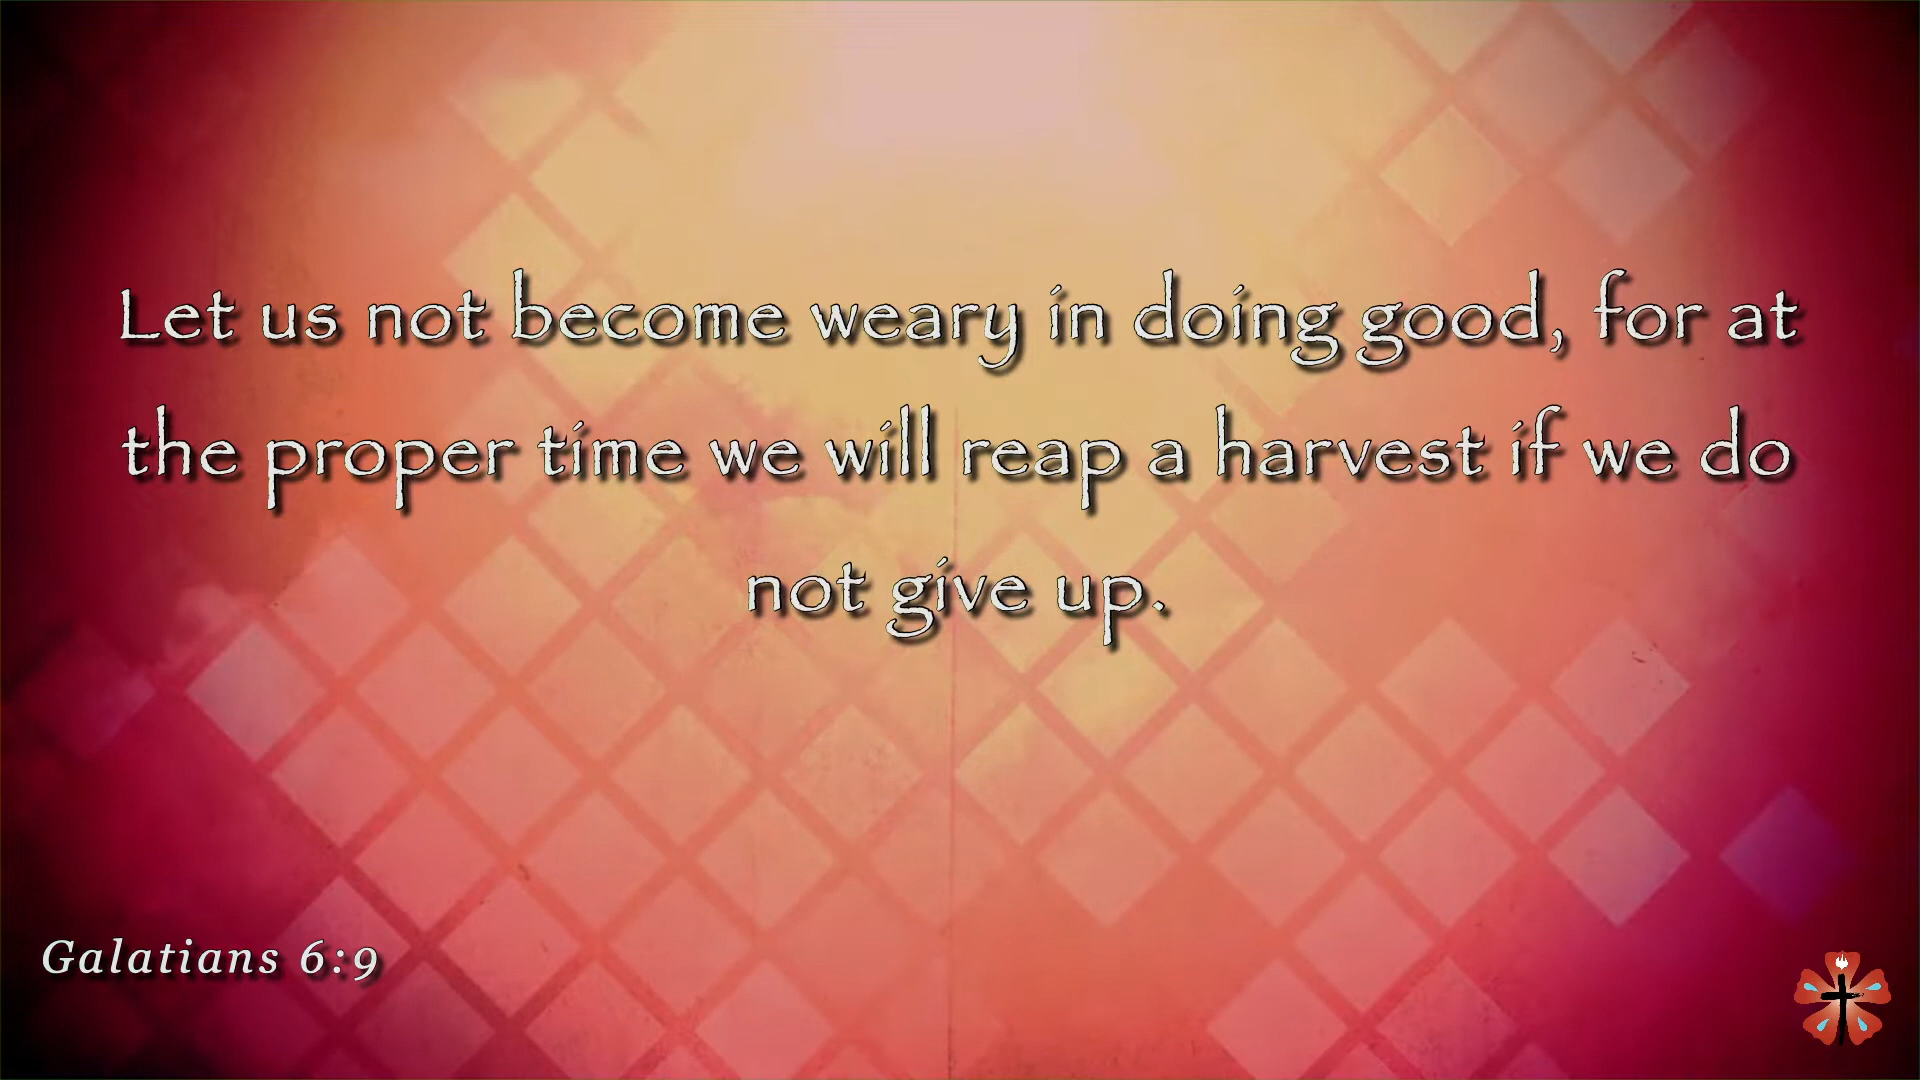 Let us not become weary in doing good, for at
the proper time we will reap a harvest if we do
not give up.
Galatians 6:9